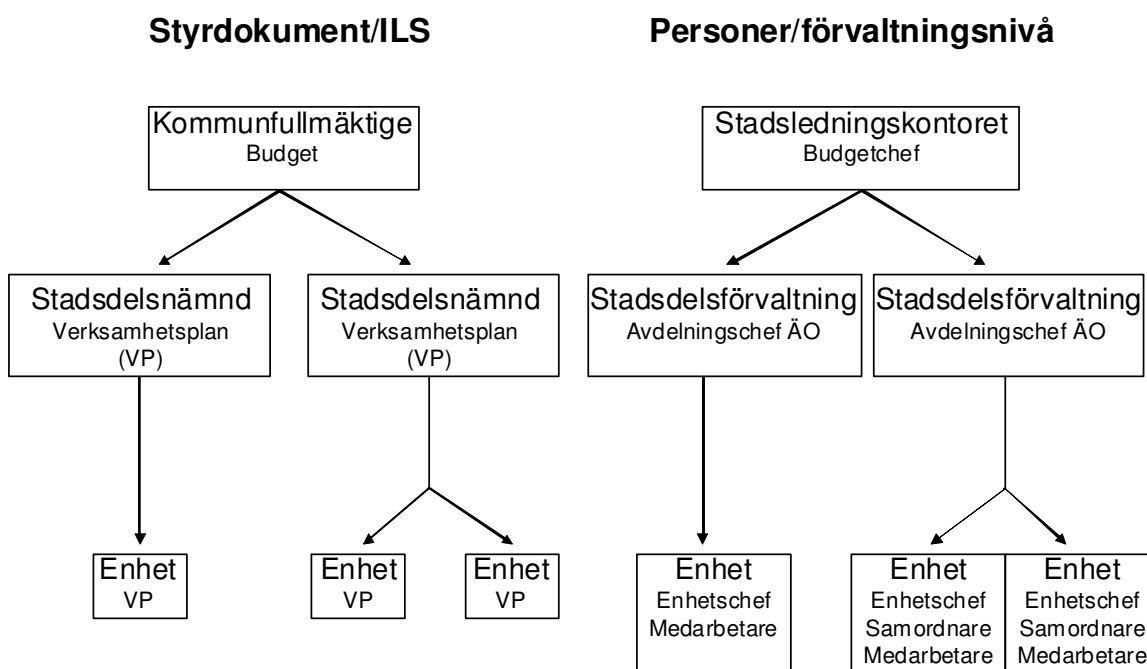 Styrdokument/ILS
Kommunfullmäktige
Budget
Stadsdelsnämnd
Verksamhetsplan
(VP)
Stadsdelsnämnd
Verksamhetsplan
(VP)
Enhet
VP
Enhet
VP
Enhet
VP
Personer/förvaltningsnivå
Stadsledningskontoret
Budgetchef
Stadsdelsförvaltning
Avdelningschef ÄO
Stadsdelsförvaltning
Avdelningschef ÄO
Enhet
Enhetschef
Medarbetare
Enhet
Enhetschef
Samordnare
Medarbetare
Enhet
Enhetschef
Samordnare
Medarbetare